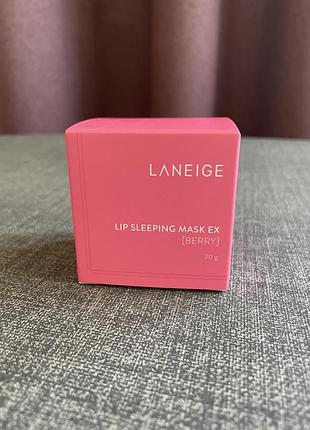 LANEIGE
LIP SLEEPING MASK EX
[BERRY]
20 g